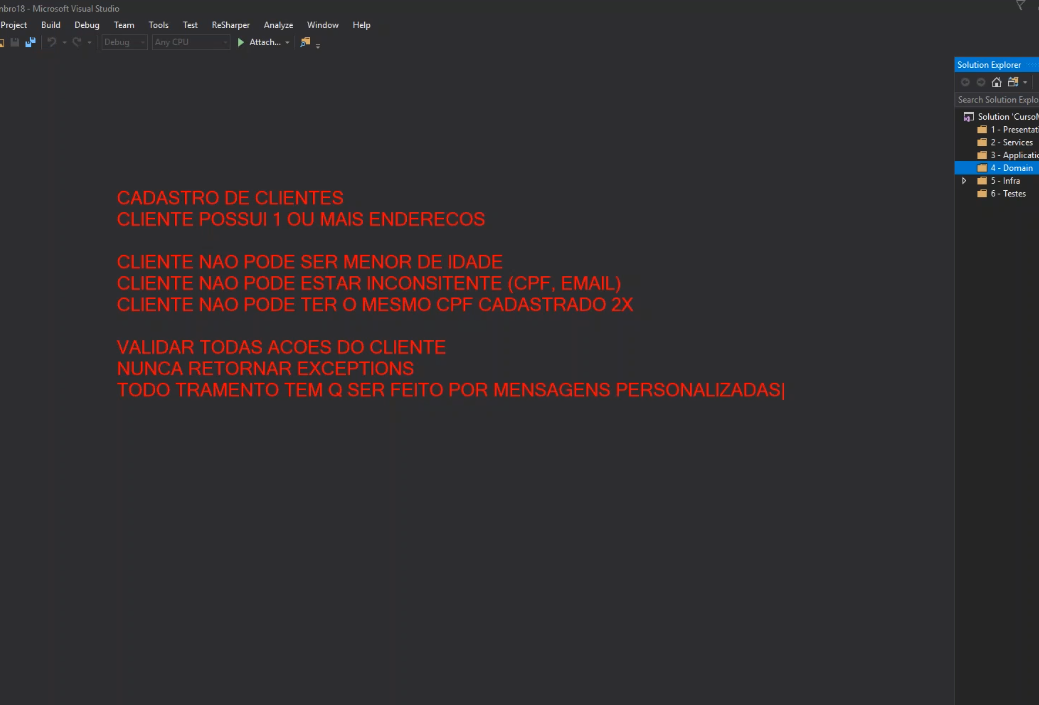 mbro18 - Microsoft Visual Studio
Project Build Debug Team Tools Test ReSharper Analyze Window Help
Debug Any CPU Attach...
Solution Explorer
Search Solution Explo
Solution 'CursoM
1 - Presentat
2 - Services
3 - Applicatio
4 - Domain
5 - Infra
6 - Testes
CADASTRO DE CLIENTES
CLIENTE POSSUI 1 OU MAIS ENDERECOS
CLIENTE NAO PODE SER MENOR DE IDADE
CLIENTE NAO PODE ESTAR INCONSITENTE (CPF, EMAIL)
CLIENTE NAO PODE TER O MESMO CPF CADASTRADO 2X
VALIDAR TODAS ACOES DO CLIENTE
NUNCA RETORNAR EXCEPTIONS
TODO TRAMENTO TEM Q SER FEITO POR MENSAGENS PERSONALIZADAS